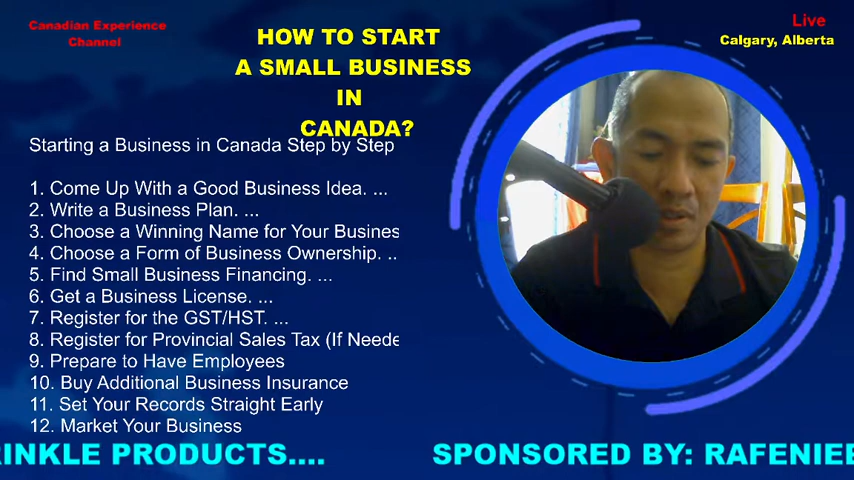 Canadian Experience
Channel
Live
Calgary, Alberta
HOW TO START
A SMALL BUSINESS
IN
CANADA?
Starting a Business in Canada Step by Step
1. Come Up With a Good Business Idea. ...
2. Write a Business Plan. ...
3. Choose a Winning Name for Your Busines
4. Choose a Form of Business Ownership. ..
5. Find Small Business Financing. ...
6. Get a Business License. ...
7. Register for the GST/HST. ...
8. Register for Provincial Sales Tax (If Neede
9. Prepare to Have Employees
10. Buy Additional Business Insurance
11. Set Your Records Straight Early
12. Market Your Business
RINKLE PRODUCTS.... SPONSORED BY: RAFENIEE